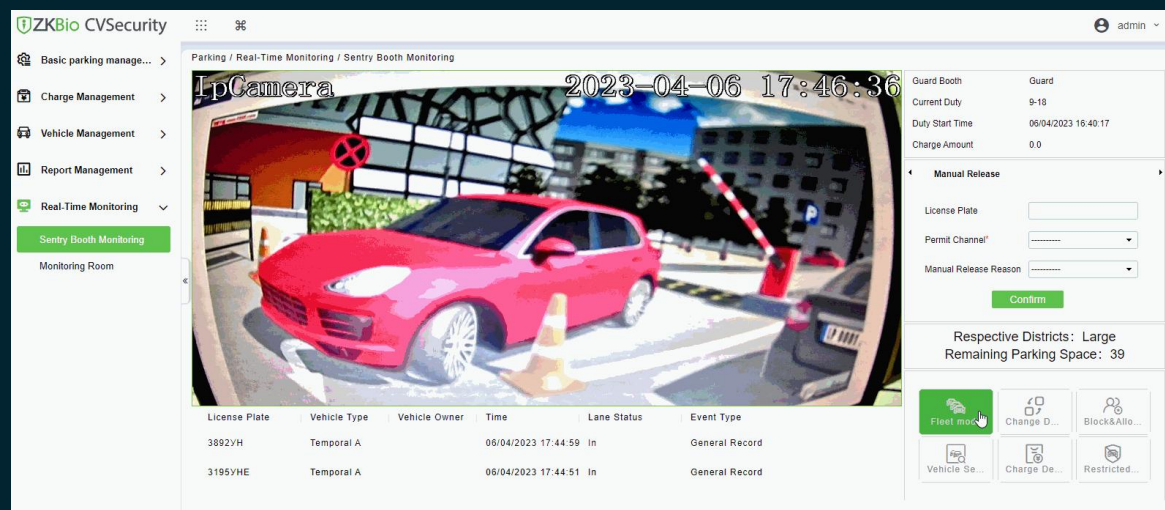 ZKBio CVSecurity
admin
Basic parking manage...
Charge Management
Vehicle Management
Report Management
Real-Time Monitoring
Sentry Booth Monitoring
Monitoring Room
Parking / Real-Time Monitoring / Sentry Booth Monitoring
IpCamera 2023-04-06 17:46:36
P
Guard Booth Guard
Current Duty 9-18
Duty Start Time 06/04/2023 16:40:17
Charge Amount 0.0
Manual Release
License Plate
Permit Channel* ----------
Manual Release Reason ----------
Confirm
Respective Districts: Large
Remaining Parking Space: 39
Fleet mod
Change D...
Block&Allo...
Vehicle Se...
Charge De...
Restricted...
License Plate Vehicle Type Vehicle Owner Time Lane Status Event Type
3892УН Temporal A 06/04/2023 17:44:59 In General Record
3195УНЕ Temporal A 06/04/2023 17:44:51 In General Record